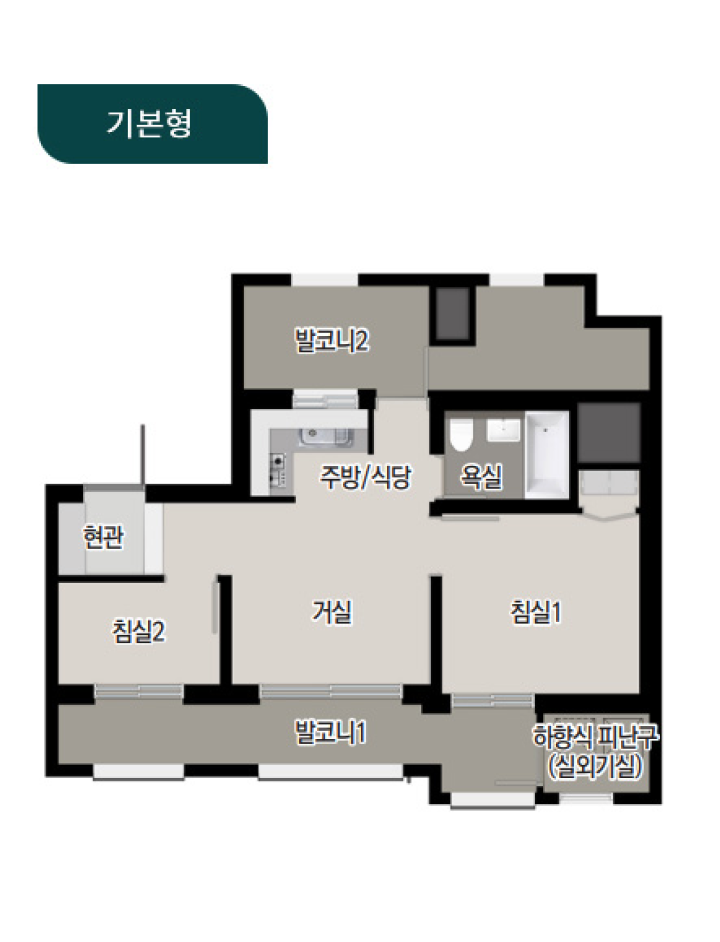 기본형
발코니2
주방/식당
욕실
현관
거실
침실1
침실2
발코니1
하향식 피난구
(실외기실)